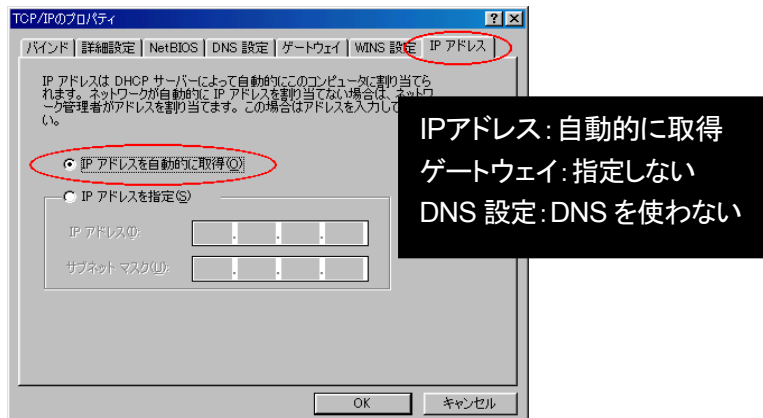 TCP/IPのプロパティ
バインド 詳細設定 NetBIOS DNS 設定 ゲートウェイ WINS 設定 IP アドレス
IP アドレスは DHCP サーバーによって自動的にこのコンピュータに割り当てら
れます。ネットワークが自動的に IP アドレスを割り当てない場合は、ネットワ
ーク管理者がアドレスを割り当てます。この場合はアドレスを入力して
い。
IP アドレスを自動的に取得(O)
IP アドレスを指定(S)
IP アドレス(I):
サブネット マスク(U):
OK キャンセル
IPアドレス:自動的に取得
ゲートウェイ:指定しない
DNS 設定:DNS を使わない